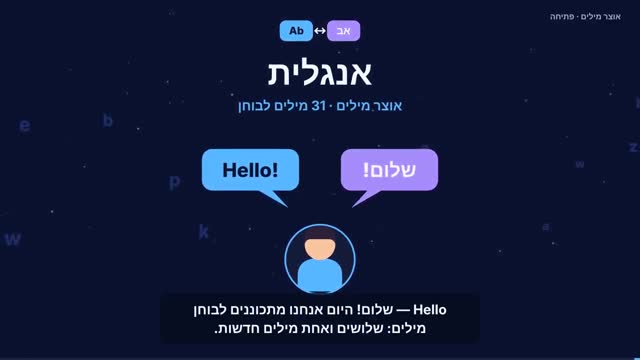 אוצר מילים · פתיחה
Ab ↔ אב
אנגלית
אוצר מילים · 31 מילים לבוחן
Hello!
שלום!
e
b
p
k
w
w
a
z
Hello — שלום! היום אנחנו מתכוננים לבוחן
מילים: שלושים ואחת מילים חדשות.